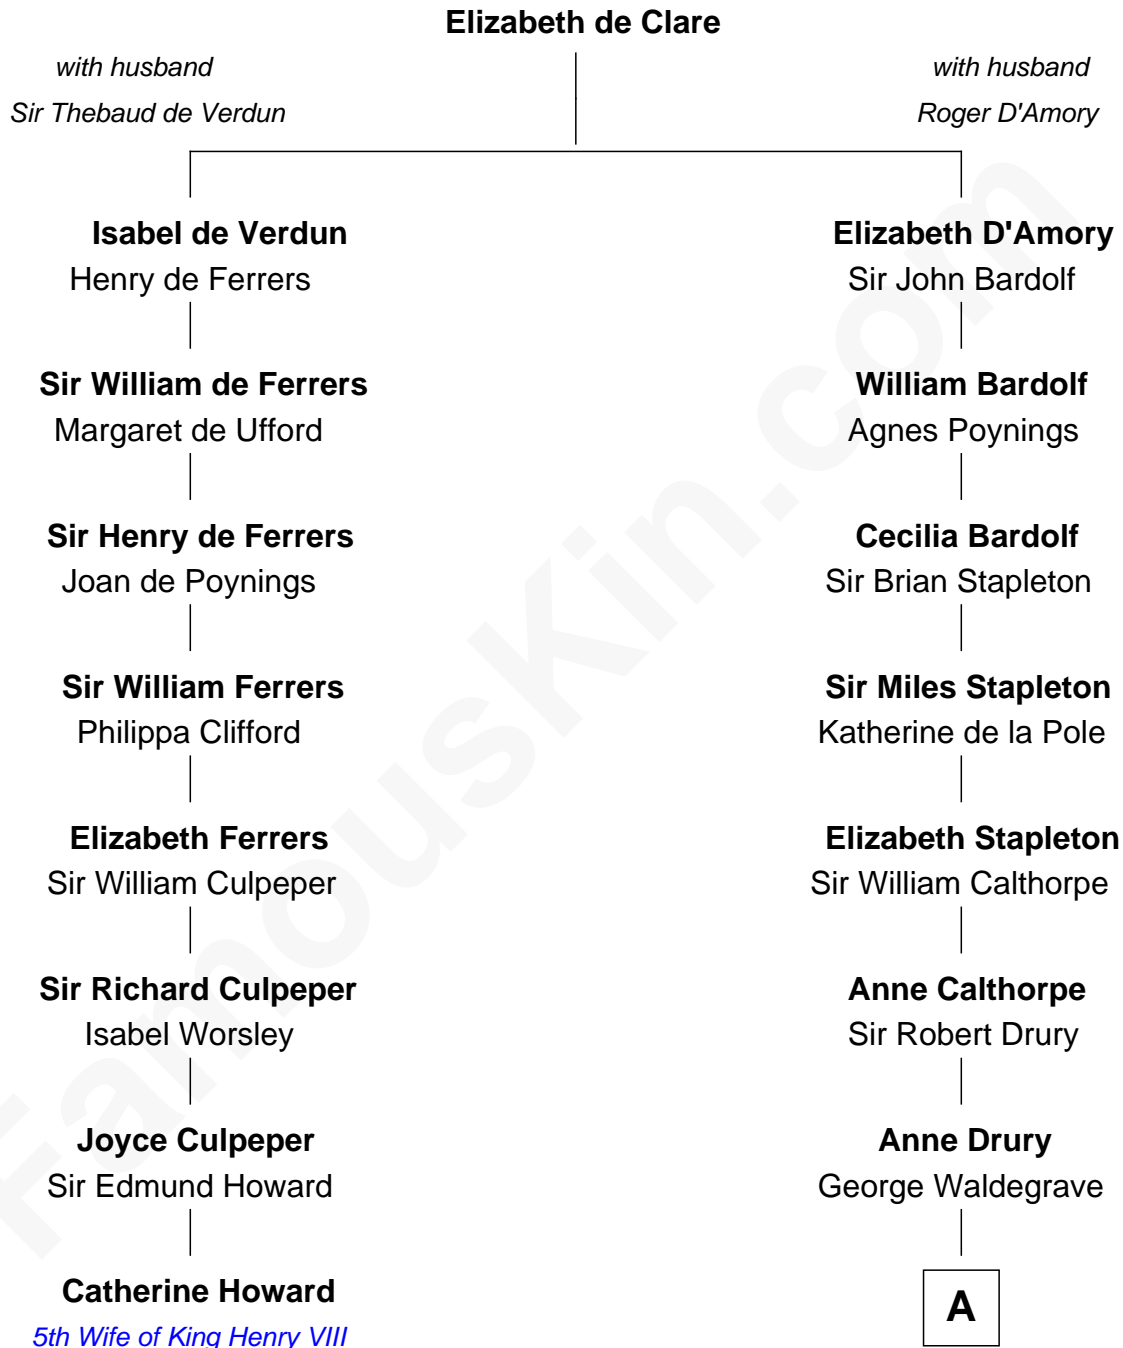 Elizabeth de Clare
with husband
Sir Thebaud de Verdun
with husband
Roger D'Amory
Isabel de Verdun
Henry de Ferrers
Elizabeth D'Amory
Sir John Bardolf
Sir William de Ferrers
Margaret de Ufford
William Bardolf
Agnes Poynings
Sir Henry de Ferrers
Joan de Poynings
Cecilia Bardolf
Sir Brian Stapleton
Sir William Ferrers
Philippa Clifford
Sir Miles Stapleton
Katherine de la Pole
Elizabeth Ferrers
Sir William Culpeper
Elizabeth Stapleton
Sir William Calthorpe
Sir Richard Culpeper
Isabel Worsley
Anne Calthorpe
Sir Robert Drury
Joyce Culpeper
Sir Edmund Howard
Anne Drury
George Waldegrave
Catherine Howard
5th Wife of King Henry VIII
A
FamousKin.com